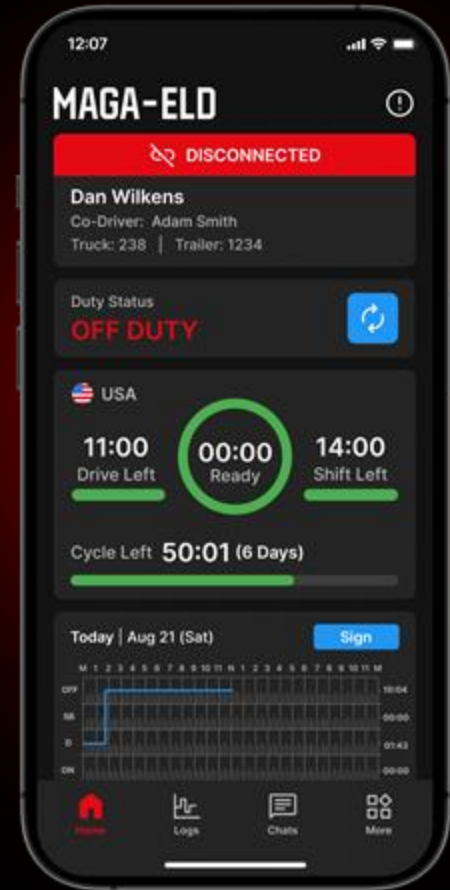 12:07
MAGA-ELD
DISCONNECTED
Dan Wilkens
Co-Driver: Adam Smith
Truck: 238 | Trailer: 1234
Duty Status
OFF DUTY
USA
11:00
Drive Left
00:00
Ready
14:00
Shift Left
Cycle Left 50:01 (6 Days)
Today | Aug 21 (Sat)
Sign
M 1 2 3 4 5 6 7 8 9 10 11 N 1 2 3 4 5 6 7 8 9 10 11 M
OFF 10:04
SB 00:00
D 01:43
ON 00:00
Home Logs Chats More